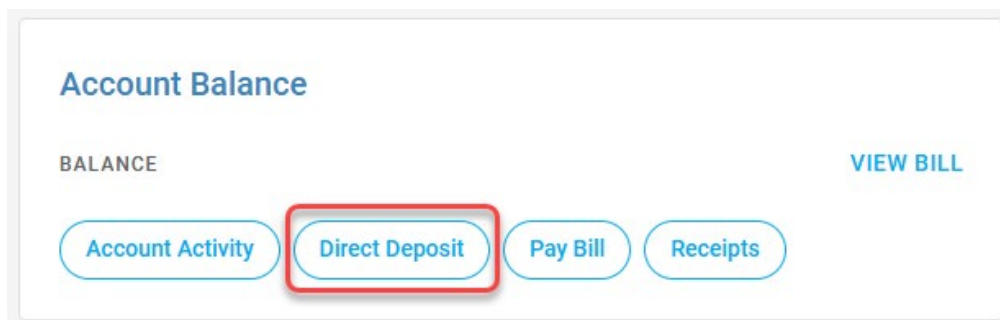 Account Balance
BALANCE VIEW BILL
Account Activity Direct Deposit Pay Bill Receipts